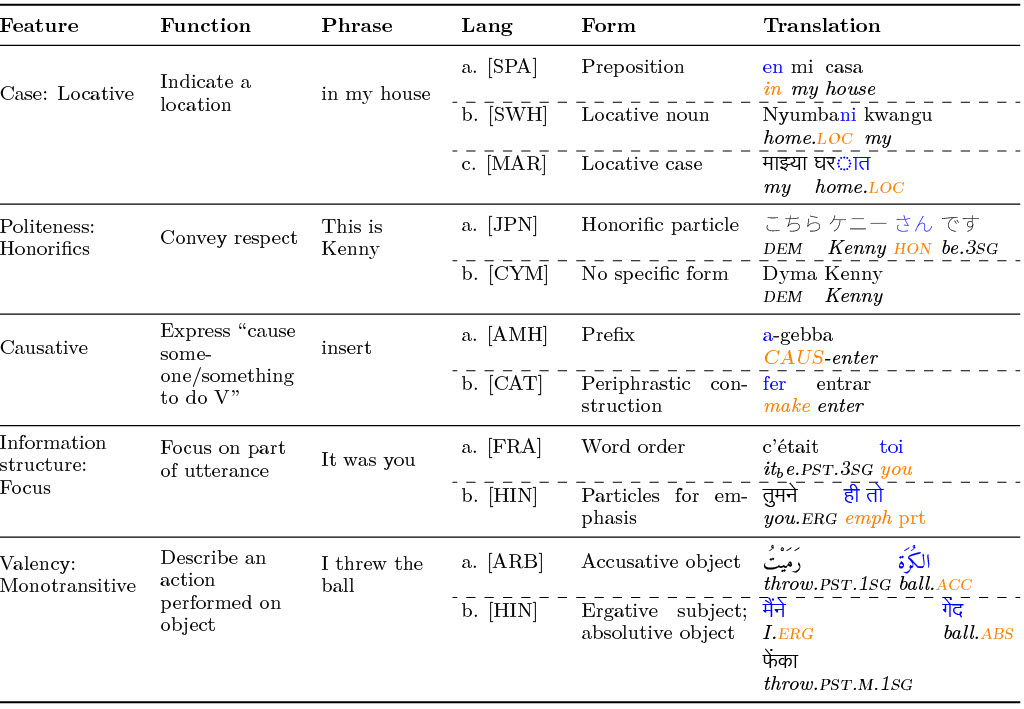 Feature Function Phrase Lang Form Translation
Case: Locative
Indicate a
location
in my house
a. [SPA] Preposition en mi casa
in my house
b. [SWH] Locative noun Nyumbani kwangu
home.LOC my
c. [MAR] Locative case माझ्या घरात
my home.LOC
Politeness:
Honorifics
Convey respect
This is
Kenny
a. [JPN] Honorific particle こちら ケニー さん です
DEM Kenny HON be.3SG
b. [CYM] No specific form Dyma Kenny
DEM Kenny
Causative
Express “cause
some-
one/something
to do V”
insert
a. [AMH] Prefix a-gebba
CAUS-enter
b. [CAT] Periphrastic con-
struction
fer entrar
make enter
Information
structure:
Focus
Focus on part
of utterance
It was you
a. [FRA] Word order c’était toi
itbe.PST.3SG you
b. [HIN] Particles for em-
phasis
तुमने ही तो
you.ERG emph prt
Valency:
Monotransitive
Describe an
action
performed on
object
I threw the
ball
a. [ARB] Accusative object رَمَيْتُ الكُرَة
throw.PST.1SG ball.ACC
b. [HIN] Ergative subject;
absolutive object
मैंने गेंद
I.ERG ball.ABS
फेंका
throw.PST.M.1SG